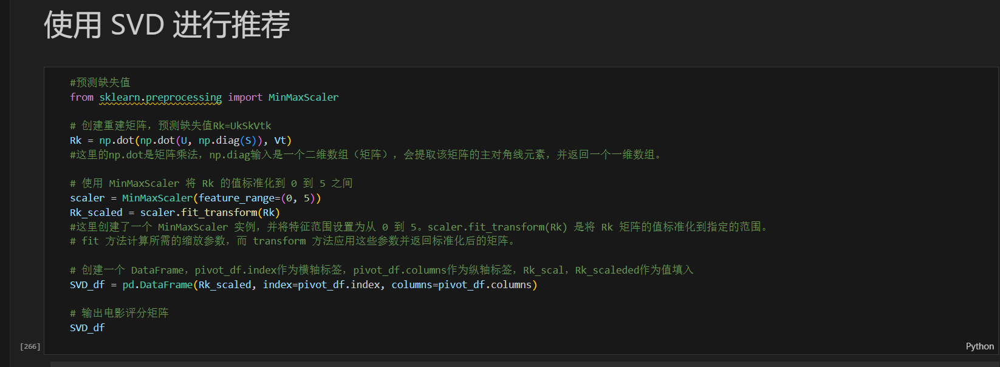 使用 SVD 进行推荐
#预测缺失值
from sklearn.preprocessing import MinMaxScaler
# 创建重建矩阵，预测缺失值Rk=UkSkVtk
Rk = np.dot(np.dot(U, np.diag(S)), Vt)
#这里的np.dot是矩阵乘法，np.diag输入是一个二维数组（矩阵），会提取该矩阵的主对角线元素，并返回一个一维数组。
# 使用 MinMaxScaler 将 Rk 的值标准化到 0 到 5 之间
scaler = MinMaxScaler(feature_range=(0, 5))
Rk_scaled = scaler.fit_transform(Rk)
#这里创建了一个 MinMaxScaler 实例，并将特征范围设置为从 0 到 5。scaler.fit_transform(Rk) 是将 Rk 矩阵的值标准化到指定的范围。
# fit 方法计算所需的缩放参数，而 transform 方法应用这些参数并返回标准化后的矩阵。
# 创建一个 DataFrame，pivot_df.index作为横轴标签，pivot_df.columns作为纵轴标签，Rk_scal，Rk_scaleded作为值填入
SVD_df = pd.DataFrame(Rk_scaled, index=pivot_df.index, columns=pivot_df.columns)
# 输出电影评分矩阵
SVD_df
[266]
Python